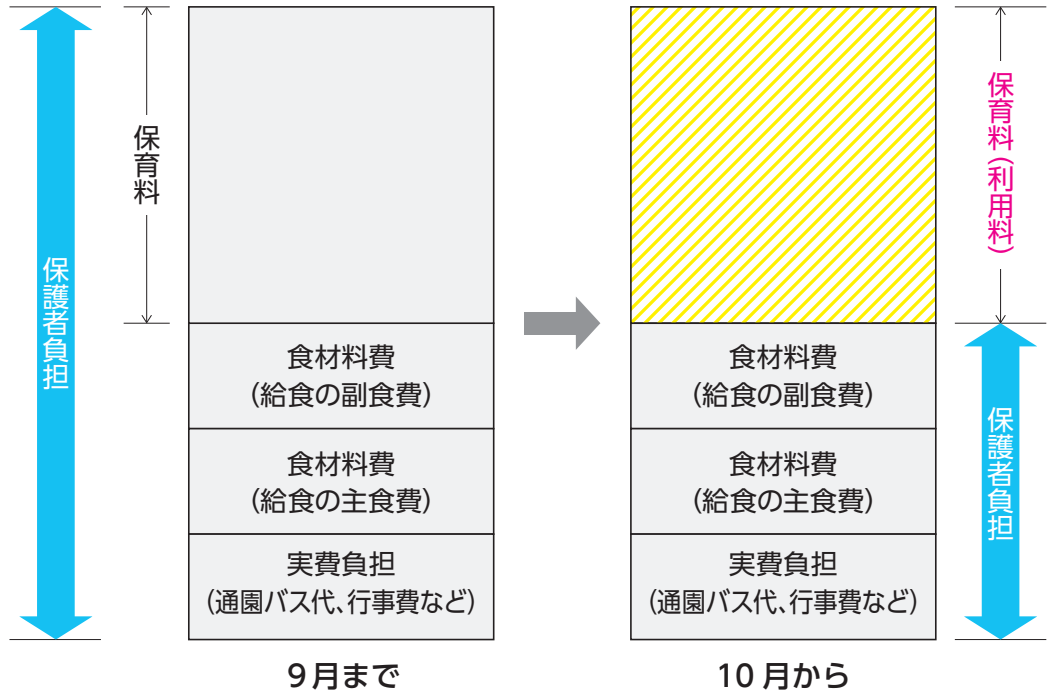 保護者負担
保育料
食材料費
(給食の副食費)
食材料費
(給食の主食費)
実費負担
(通園バス代、行事費など)
9月まで
食材料費
(給食の副食費)
食材料費
(給食の主食費)
実費負担
(通園バス代、行事費など)
10月から
保育料(利用料)
保護者負担